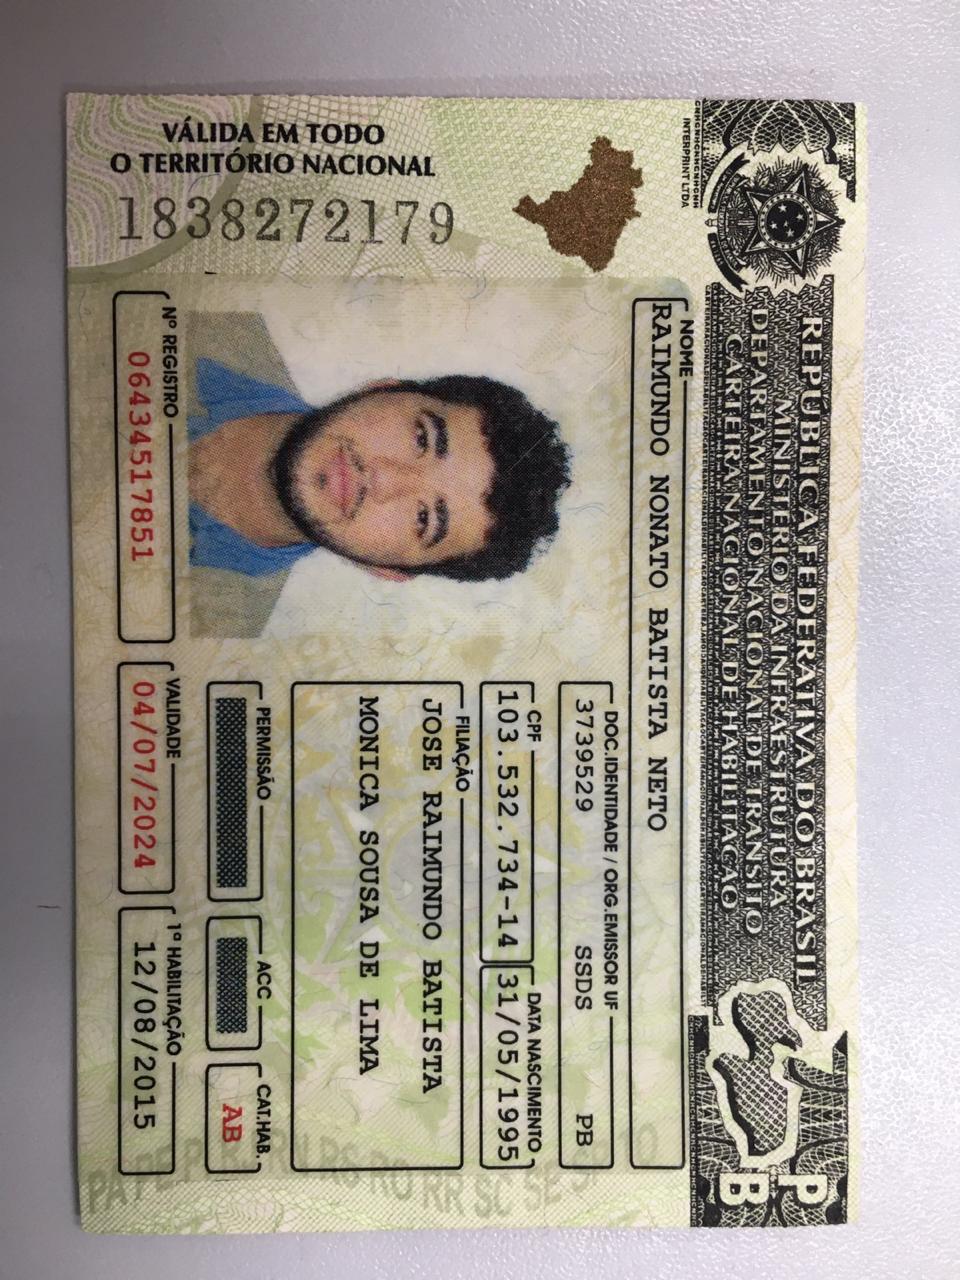 REPÚBLICA FEDERATIVA DO BRASIL
MINISTÉRIO DA INFRAESTRUTURA
DEPARTAMENTO NACIONAL DE TRÂNSITO
CARTEIRA NACIONAL DE HABILITAÇÃO
PB
INTERPRINT LTDA
NOME
RAIMUNDO NONATO BATISTA NETO
DOC.IDENTIDADE / ORG.EMISSOR UF
3739529 SSDS PB
CPF
103.532.734-14
DATA NASCIMENTO
31/05/1995
FILIAÇÃO
JOSE RAIMUNDO BATISTA
MONICA SOUSA DE LIMA
PERMISSÃO
ACC
CAT.HAB.
AB
Nº REGISTRO
06434517851
VALIDADE
04/07/2024
1ª HABILITAÇÃO
12/08/2015
VÁLIDA EM TODO
O TERRITÓRIO NACIONAL
1838272179